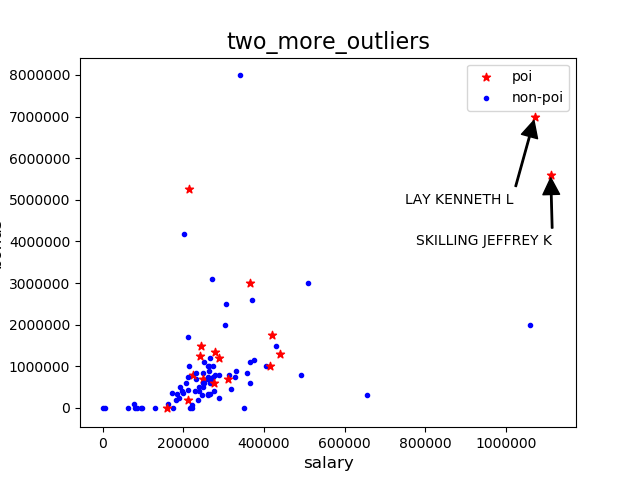 two_more_outliers
8000000
7000000
6000000
5000000
4000000
3000000
2000000
1000000
0
poi
non-poi
LAY KENNETH L
SKILLING JEFFREY K
0 200000 400000 600000 800000 1000000
salary